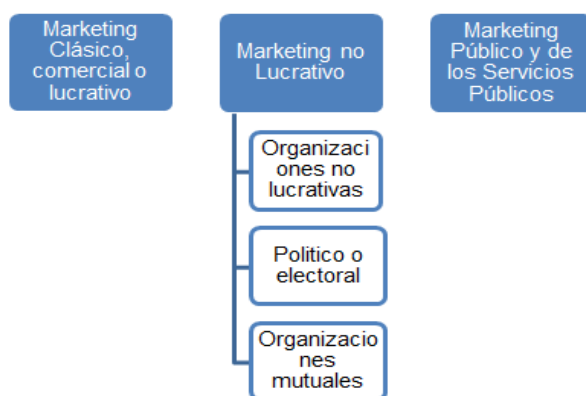 Marketing
Clásico,
comercial o
lucrativo
Marketing no
Lucrativo
Marketing
Público y de
los Servicios
Públicos
Organizaci
ones no
lucrativas
Politico o
electoral
Organizacio
nes
mutuales